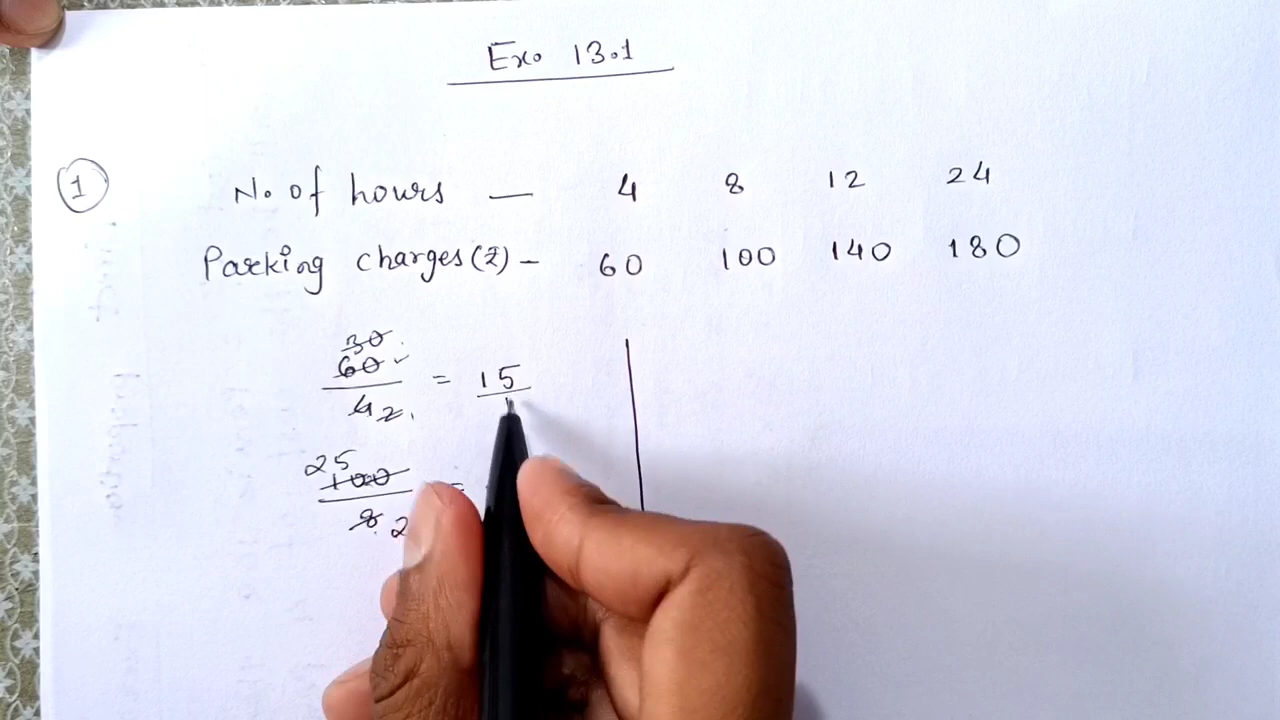 Ex. 13.1
1
No. of hours — 4 8 12 24
Parking charges (₹) – 60 100 140 180
30
60/4 2 = 15/1
25
100/8 2 =